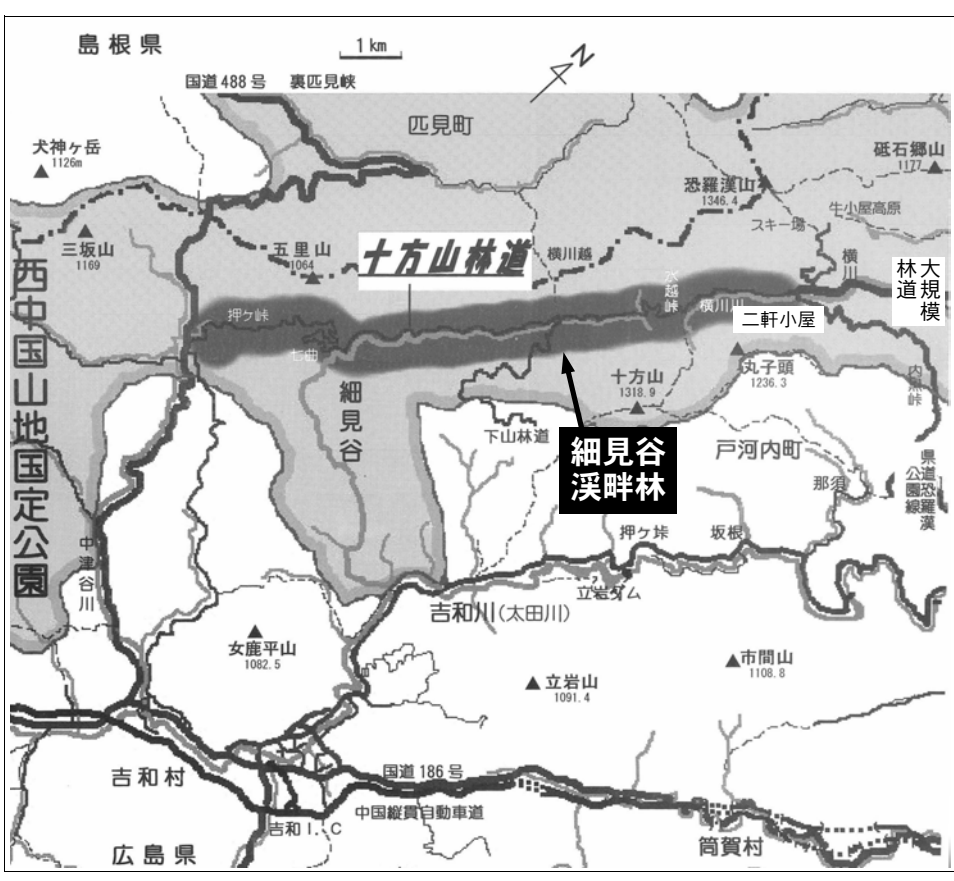 島根県
1 km
N
国道488号 裏匹見峡
匹見町
犬神ヶ岳
1126m
砥石郷山
1177
恐羅漢山
1346.4
牛小屋高原
スキー場
三坂山
1169
五里山
1064
十方山林道
横川越
横川
大規模
林道
水越峠
横川川
二軒小屋
押ヶ峠
七曲
西中国山地国定公園
細見谷
十方山
1318.9
丸子頭
1236.3
内黒峠
下山林道
細見谷
渓畔林
戸河内町
那須
県道恐羅漢
公園線
中津谷川
押ケ峠
坂根
立岩ダム
吉和川(太田川)
女鹿平山
1082.5
立岩山
1091.4
市間山
1108.8
吉和村
国道186号
中国縦貫自動車道
吉和I.C
筒賀村
広島県